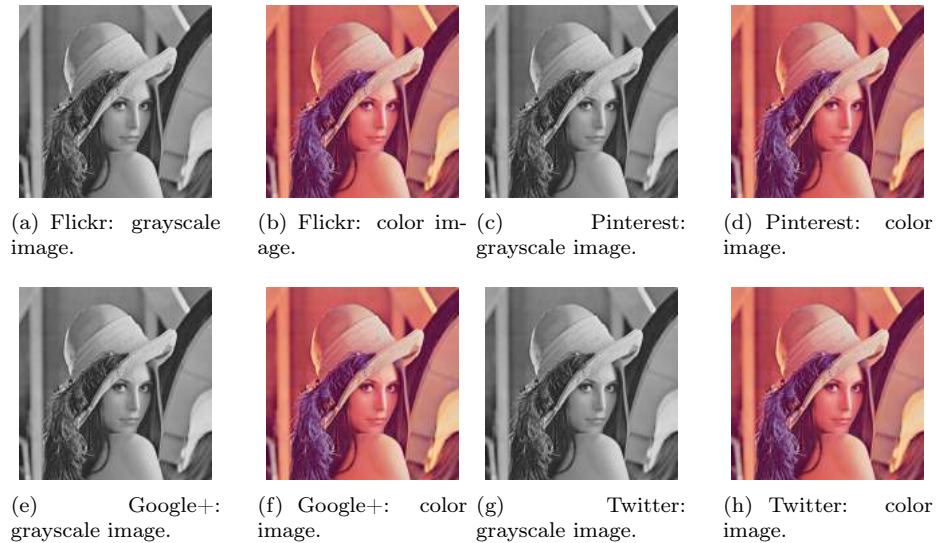 (a) Flickr: grayscale image.
(b) Flickr: color im-
age.
(c) Pinterest:
grayscale image.
(d) Pinterest: color
image.
(e) Google+:
grayscale image.
(f) Google+: color
image.
(g) Twitter:
grayscale image.
(h) Twitter: color
image.